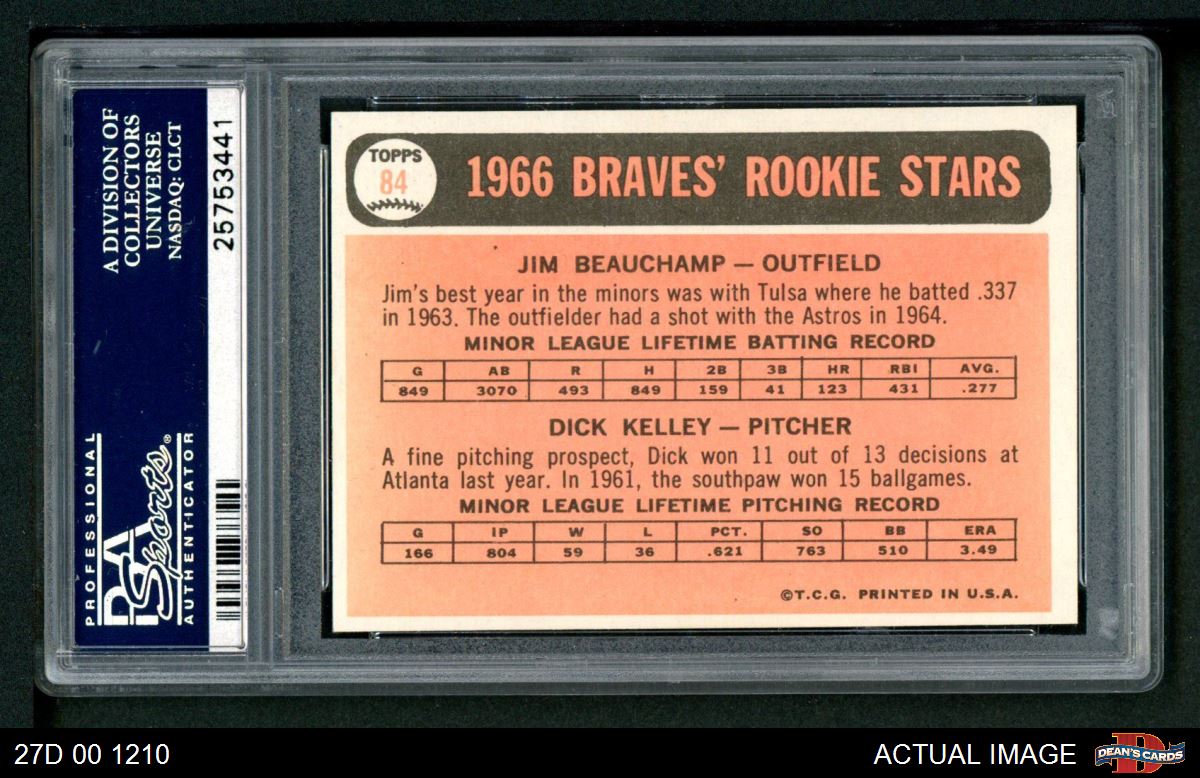 A DIVISION OF
COLLECTORS
UNIVERSE
NASDAQ: CLCT
25753441
PROFESSIONAL
PSA
Sports®
AUTHENTICATOR
TOPPS
84
1966 BRAVES' ROOKIE STARS
JIM BEAUCHAMP — OUTFIELD
Jim's best year in the minors was with Tulsa where he batted .337
in 1963. The outfielder had a shot with the Astros in 1964.
MINOR LEAGUE LIFETIME BATTING RECORD
G AB R H 2B 3B HR RBI AVG.
849 3070 493 849 159 41 123 431 .277
DICK KELLEY — PITCHER
A fine pitching prospect, Dick won 11 out of 13 decisions at
Atlanta last year. In 1961, the southpaw won 15 ballgames.
MINOR LEAGUE LIFETIME PITCHING RECORD
G IP W L PCT. SO BB ERA
166 804 59 36 .621 763 510 3.49
©T.C.G. PRINTED IN U.S.A.
27D 00 1210
ACTUAL IMAGE
D
DEAN'S CARDS